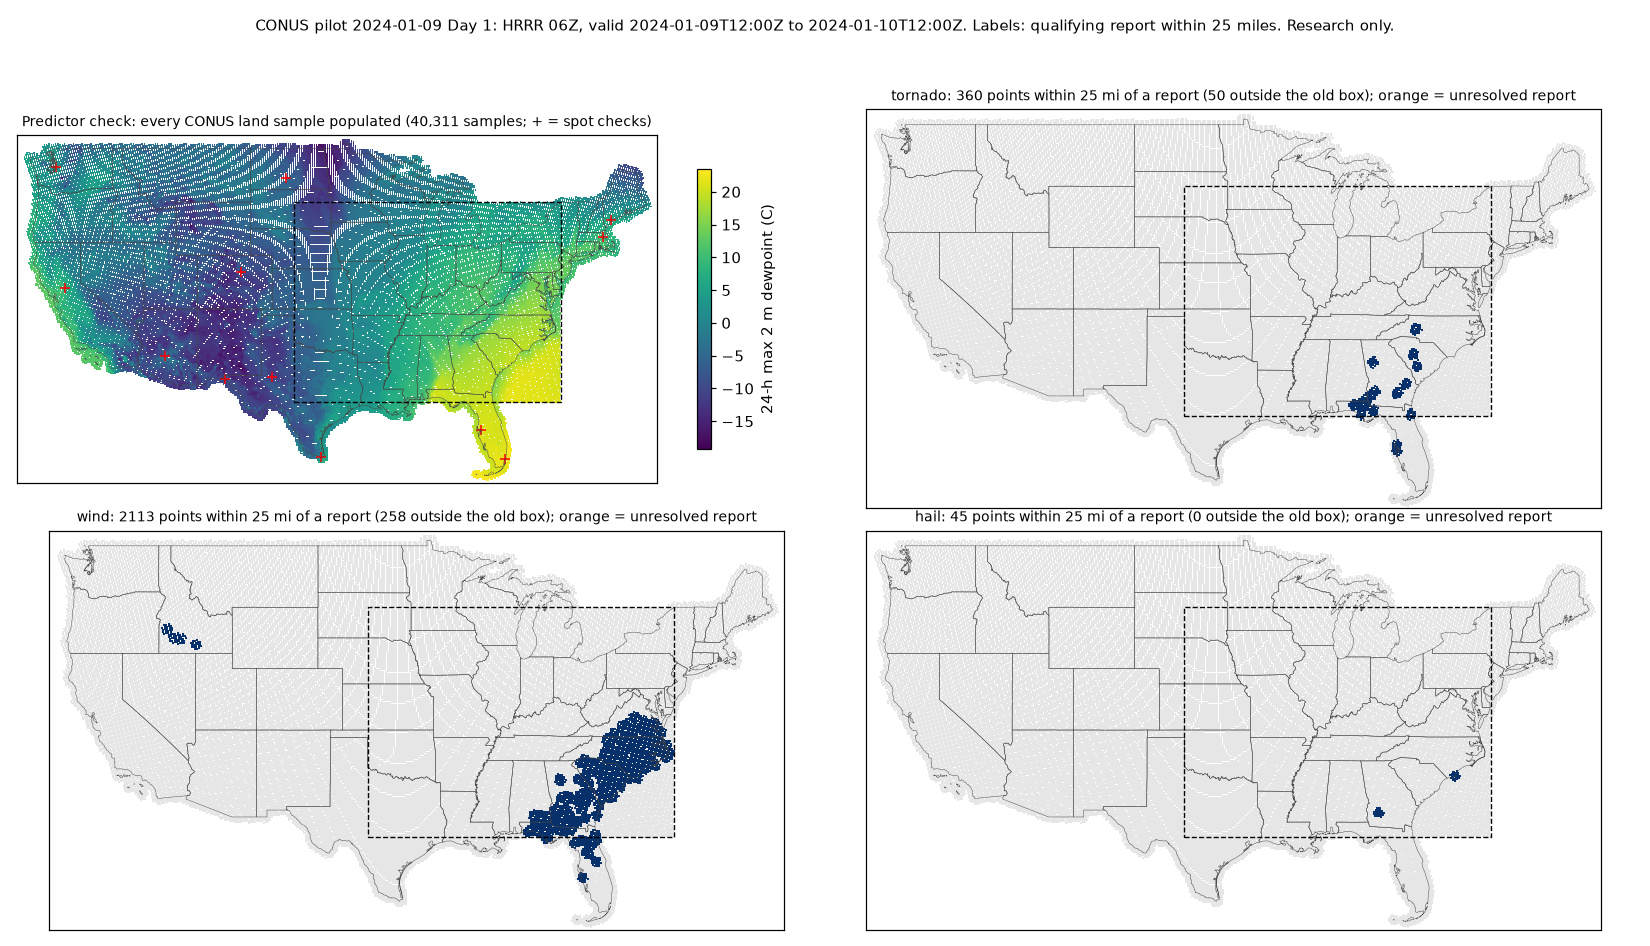 CONUS pilot 2024-01-09 Day 1: HRRR 06Z, valid 2024-01-09T12:00Z to 2024-01-10T12:00Z. Labels: qualifying report within 25 miles. Research only.
Predictor check: every CONUS land sample populated (40,311 samples; + = spot checks)
20
15
10
5
0
−5
−10
−15
24-h max 2 m dewpoint (C)
tornado: 360 points within 25 mi of a report (50 outside the old box); orange = unresolved report
wind: 2113 points within 25 mi of a report (258 outside the old box); orange = unresolved report
hail: 45 points within 25 mi of a report (0 outside the old box); orange = unresolved report